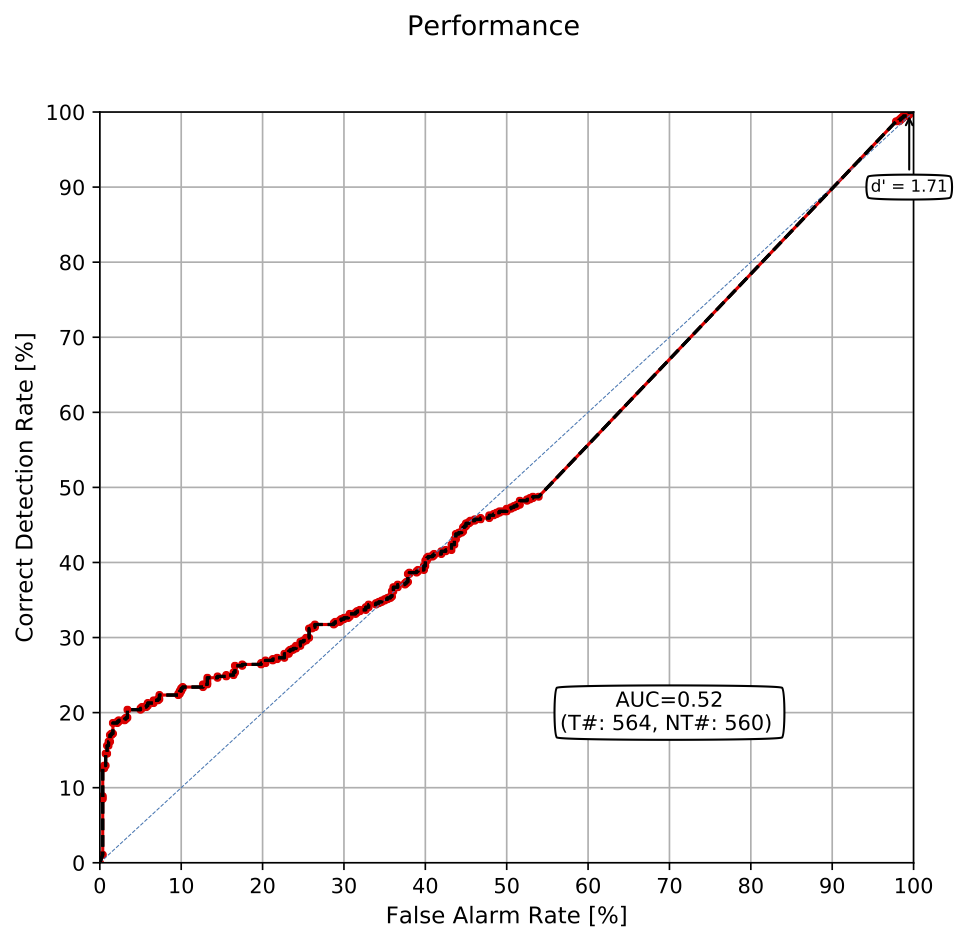 Performance
100
90
80
70
60
50
40
30
20
10
0
Correct Detection Rate [%]
d' = 1.71
AUC=0.52
(T#: 564, NT#: 560)
0 10 20 30 40 50 60 70 80 90 100
False Alarm Rate [%]